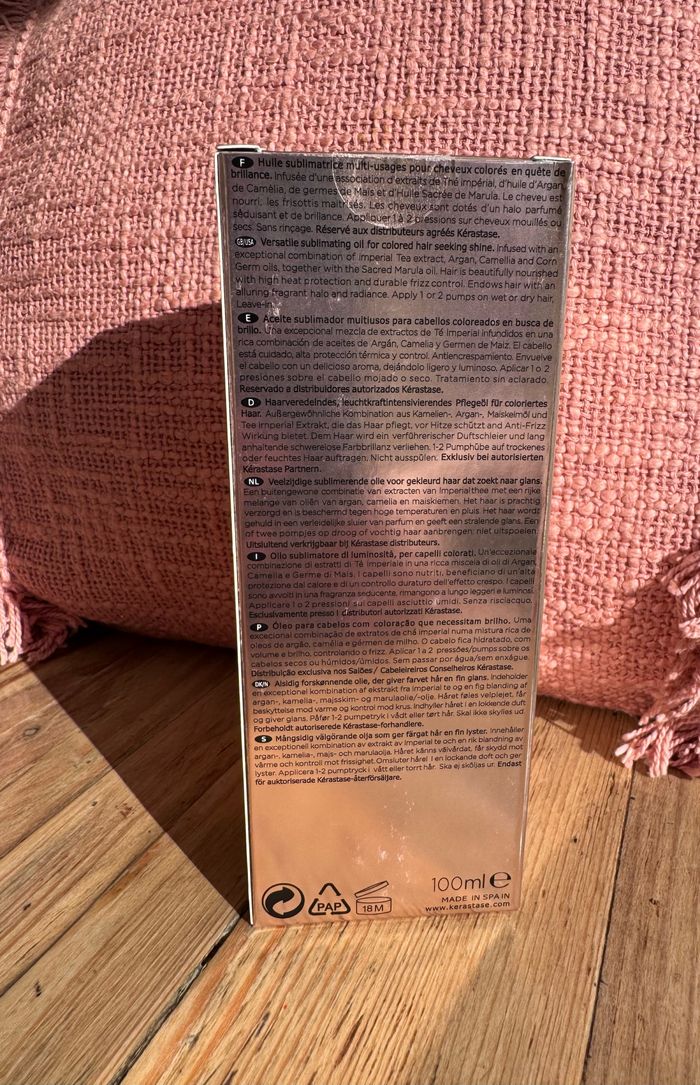 F Huile sublimatrice multi-usages pour cheveux colorés en quête de
brillance. Infusée d'une association d'extraits de Thé impérial, d'huile d'Argan
de Camélia, de germes de Maïs et d'Huile Sacrée de Marula. Le cheveu est
nourri, les frisottis maîtrisés. Les cheveux sont dotés d'un halo parfumé
séduisant et de brillance. Appliquer 1 à 2 pressions sur cheveux mouillés ou
secs. Sans rinçage. Réservé aux distributeurs agréés Kérastase.
GB/USA Versatile sublimating oil for colored hair seeking shine. Infused with an
exceptional combination of Imperial Tea extract, Argan, Camellia and Corn
Germ oils, together with the Sacred Marula oil. Hair is beautifully nourished
with high heat protection and durable frizz control. Endows hair with an
alluring fragrant halo and radiance. Apply 1 or 2 pumps on wet or dry hair,
Leave-in.
E Aceite sublimador multiusos para cabellos coloreados en busca de
brillo. Una excepcional mezcla de extractos de Té Imperial infundidos en una
rica combinación de aceites de Argán, Camelia y Germen de Maiz. El cabello
está cuidado, alta protección térmica y control. Antiencrespamiento. Envuelve
el cabello con un delicioso aroma, dejándolo ligero y luminoso. Aplicar 1 o 2
presiones sobre el cabello mojado o seco. Tratamiento sin aclarado.
Reservado a distribuidores autorizados Kérastase.
D Haarveredelndes, leuchtkraftintensivierendes Pflegeöl für coloriertes
Haar. Außergewöhnliche Kombination aus Kamelien-, Argan-, Maiskeimöl und
Tee Imperial Extrakt, die das Haar pflegt, vor Hitze schützt and Anti-Frizz
Wirkung bietet. Dem Haar wird ein verführerischer Duftschleier und lang
anhaltende schwerelose Farbbrillanz verliehen. 1-2 Pumphübe auf trockenes
oder feuchtes Haar auftragen. Nicht ausspülen. Exklusiv bei autorisierten
Kérastase Partnern.
NL Veelzijdige sublimerende olie voor gekleurd haar dat zoekt naar glans.
Een buitengewone combinatie van extracten van Imperial thee met een rijke
melange van oliën van argan, camelia en maiskiemen. Het haar is prachtig
verzorgd en is beschermd tegen hoge temperaturen en pluis. Het haar wordt
gehuld in een verleidelijke sluier van parfum en geeft een stralende glans. Een
of twee pompjes op droog of vochtig haar aanbrengen: niet uitspoelen
Uitsluitend verkrijgbaar bij Kérastase distributeurs.
I Olio sublimatore di luminosità, per capelli colorati. Un'eccezionale
combinazione di estratti di Tè Imperiale in una ricca miscela di oli di Argan,
Camelia e Germe di Mais. I capelli sono nutriti, beneficiano di un'alta
protezione dal calore e di un controllo duraturo dell'effetto crespo. I capelli
sono avvolti in una fragranza seducente, rimangono a lungo leggeri e luminosi.
Applicare 1 o 2 pressioni su capelli asciutti o umidi. Senza risciacquo.
Esclusivamente presso i distributori autorizzati Kérastase.
P Óleo para cabelos com coloração que necessitam brilho. Uma
excecional combinação de extratos de chá imperial numa mistura rica de
óleos de argão, camélia e gérmen de milho. O cabelo fica hidratado, com
volume e brilho, controlando o frizz. Aplicar 1 a 2 pressões/pumps sobre os
cabelos secos ou húmidos/úmidos. Sem passar por água/sem enxágue.
Distribuição exclusiva nos Salões / Cabeleireiros Conselheiros Kérastase.
DK/N Alsidig forskønnende olie, der giver farvet hår en fin glans. Indeholder
en exceptionel kombination af ekstrakt fra Imperial te og en fig blanding af
argan-, kamelia-, majsskim- og marulaolie/-olje. Håret føles velplejet, får
beskyttelse mod varme og kontrol mod krus. Indhyller håret i en lokkende duft
og giver glans. Påfør 1-2 pumpetryk i vådt eller tørt hår. Skal ikke skylles ud
Forbeholdt autoriserede Kérastase-forhandlere.
S Mångsidig välgörande olja som ger färgat hår en fin lyster. Innehåller
en exceptionell kombination av extrakt av Imperial te och en rik blandning av
argan-, kamelia-, majs- och marulaolja. Håret känns välvårdat, får skydd mot
värme och kontroll mot frissighet. Omsluter håret i en lockende doft och ger
lyster. Applicera 1-2 pumptryck i vått eller torrt hår. Ska ej sköljas ur. Endast
för auktoriserade Kérastase-återförsäljare.
PAP
18 M
100ml e
MADE IN SPAIN
www.kerastase.com